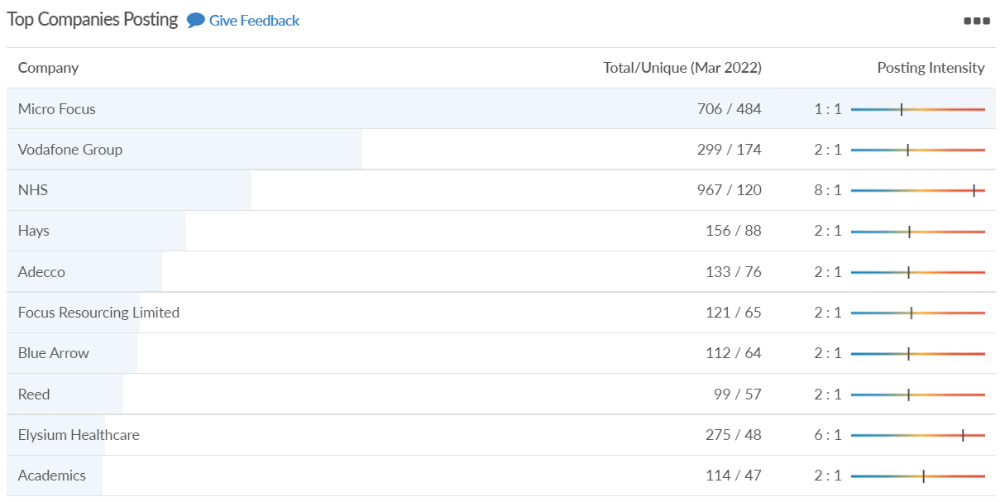 Top Companies Posting Give Feedback
Company Total/Unique (Mar 2022) Posting Intensity
Micro Focus 706 / 484 1 : 1
Vodafone Group 299 / 174 2 : 1
NHS 967 / 120 8 : 1
Hays 156 / 88 2 : 1
Adecco 133 / 76 2 : 1
Focus Resourcing Limited 121 / 65 2 : 1
Blue Arrow 112 / 64 2 : 1
Reed 99 / 57 2 : 1
Elysium Healthcare 275 / 48 6 : 1
Academics 114 / 47 2 : 1